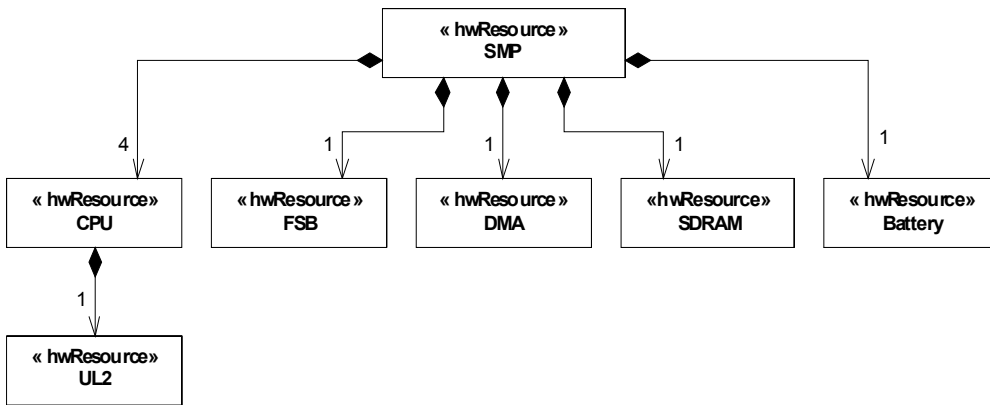 « hwResource»
SMP
4
1
1
1
1
« hwResource»
CPU
« hwResource»
FSB
« hwResource»
DMA
«hwResource»
SDRAM
« hwResource»
Battery
1
« hwResource»
UL2